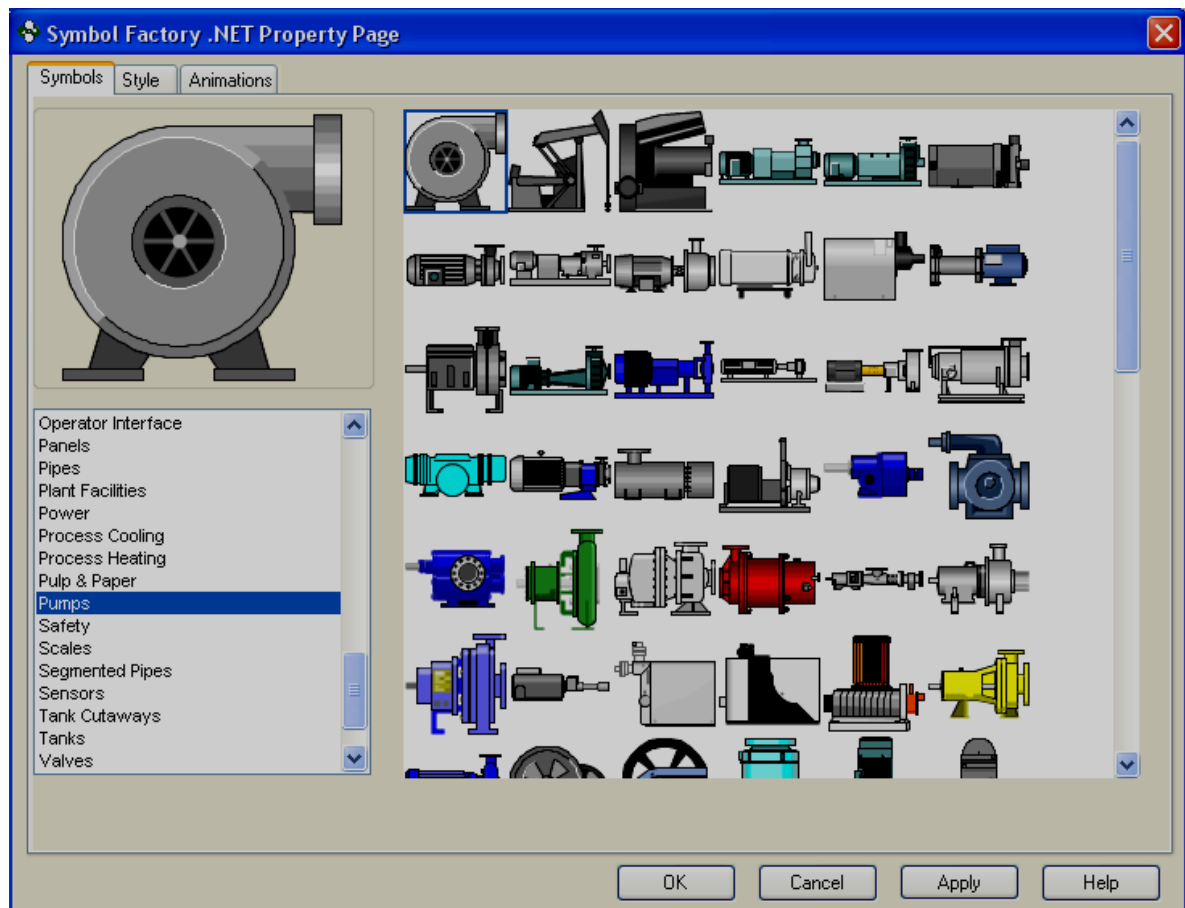 Symbol Factory .NET Property Page
Symbols Style Animations
Operator Interface
Panels
Pipes
Plant Facilities
Power
Process Cooling
Process Heating
Pulp & Paper
Pumps
Safety
Scales
Segmented Pipes
Sensors
Tank Cutaways
Tanks
Valves
OK Cancel Apply Help